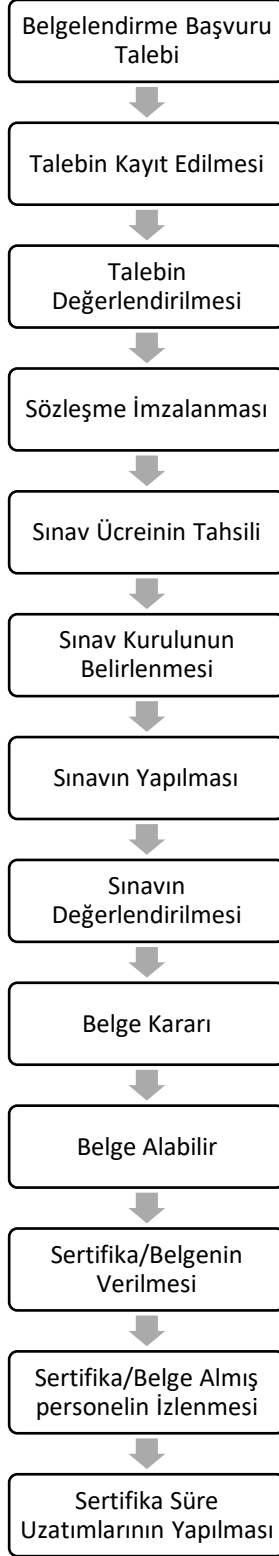 Belgelendirme Başvuru
Talebi
Talebin Kayıt Edilmesi
Talebin
Değerlendirilmesi
Sözleşme İmzalanması
Sınav Ücreinin Tahsili
Sınav Kurulunun
Belirlenmesi
Sınavın Yapılması
Sınavın
Değerlendirilmesi
Belge Kararı
Belge Alabilir
Sertifika/Belgenin
Verilmesi
Sertifika/Belge Almış
personelin İzlenmesi
Sertifika Süre
Uzatımlarının Yapılması